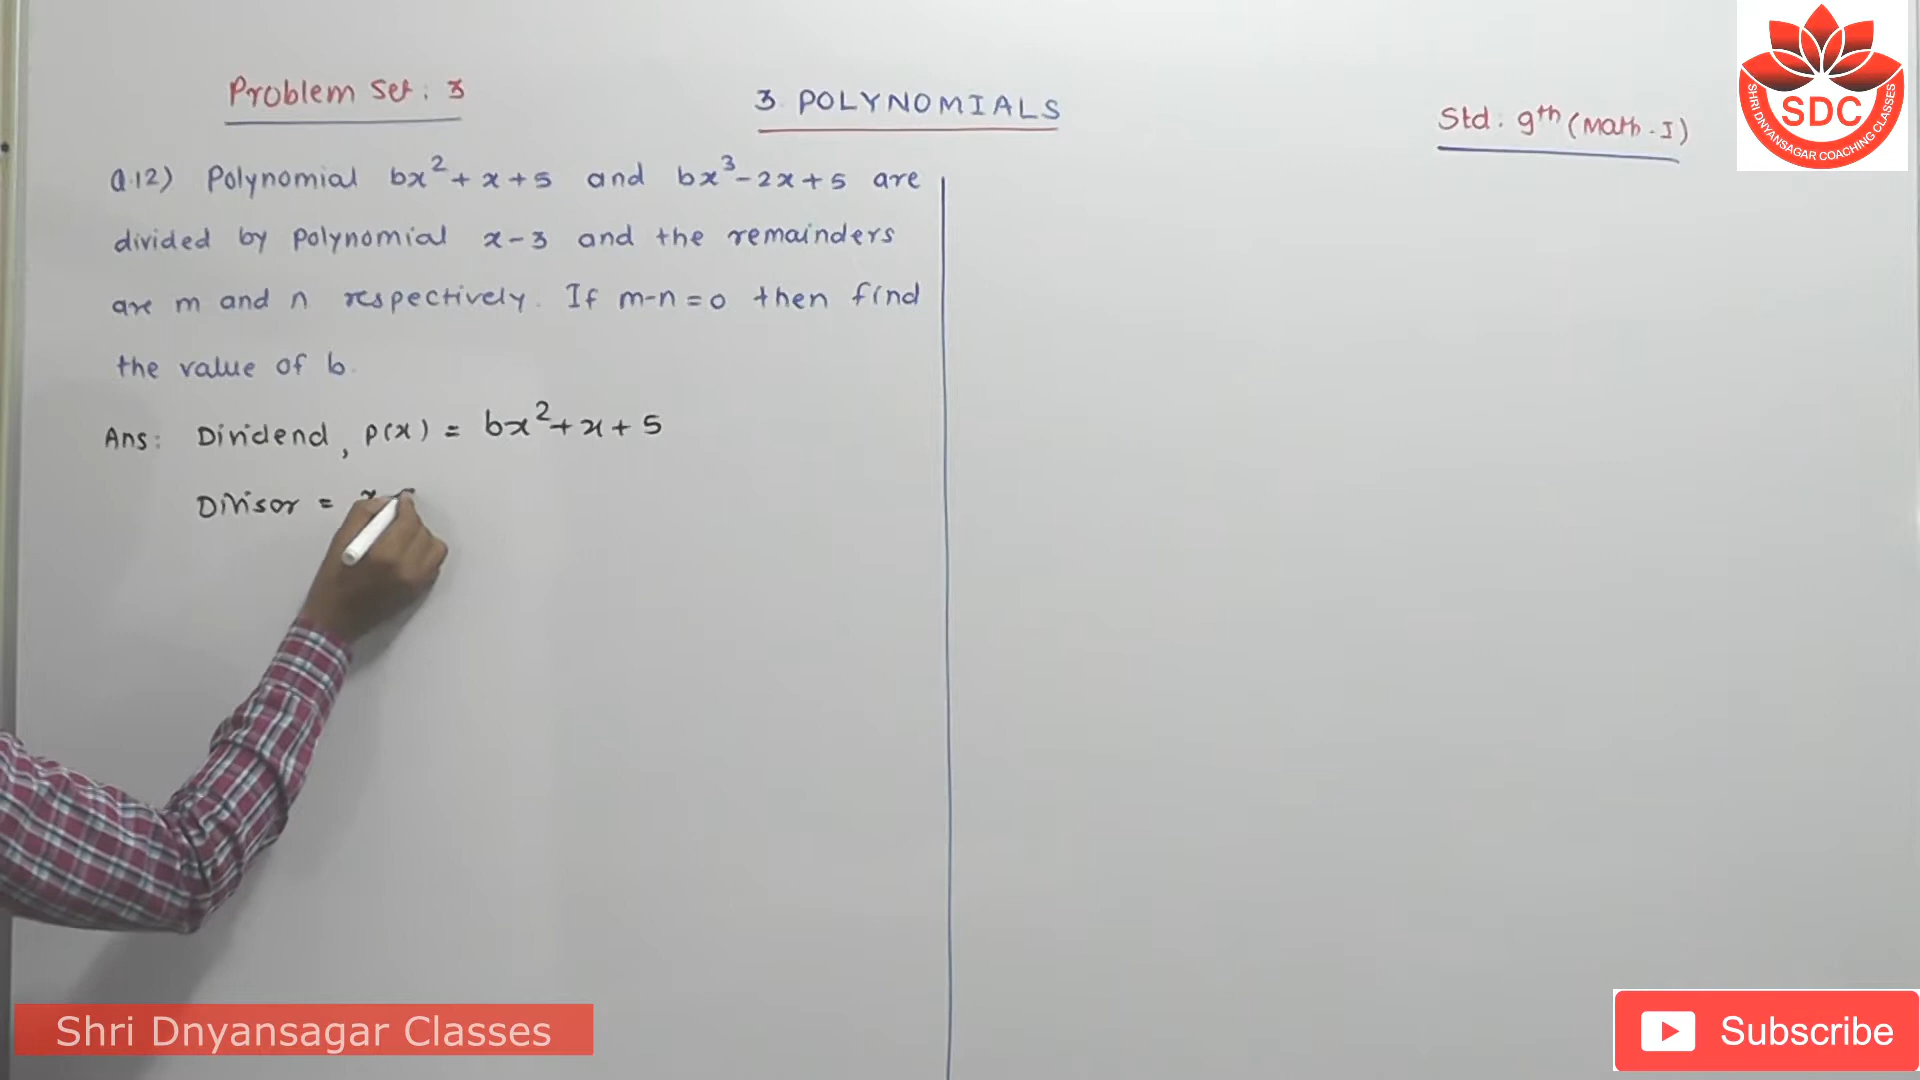 Problem Set: 3
3 POLYNOMIALS
Std: 9th (Math-I)
SDC
SHRI DNYANSAGAR COACHING CLASSES
Q.12) Polynomial bx² + x + 5 and bx³ - 2x + 5 are
divided by polynomial x - 3 and the remainders
are m and n respectively. If m-n = 0 then find
the value of b.
Ans: Dividend, p(x) = bx² + x + 5
Divisor = x
Shri Dnyansagar Classes
Subscribe